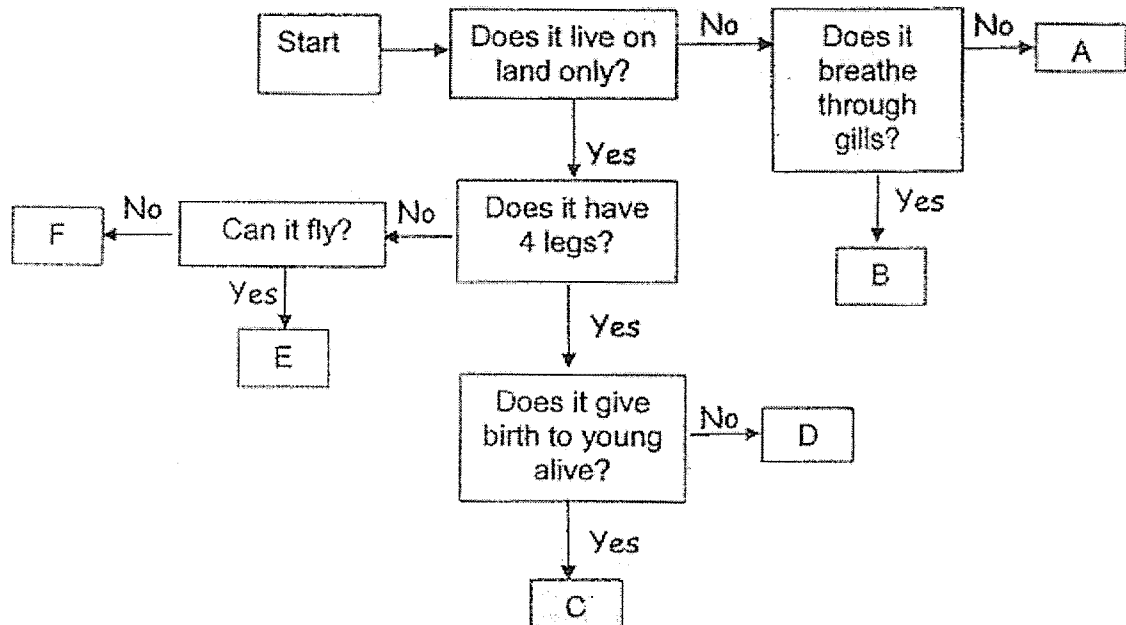 Start
Does it live on
land only?
No
Does it
breathe
through
gills?
No
A
Yes
Yes
B
Does it have
4 legs?
No
Can it fly?
No
F
Yes
E
Yes
Does it give
birth to young
alive?
No
D
Yes
C